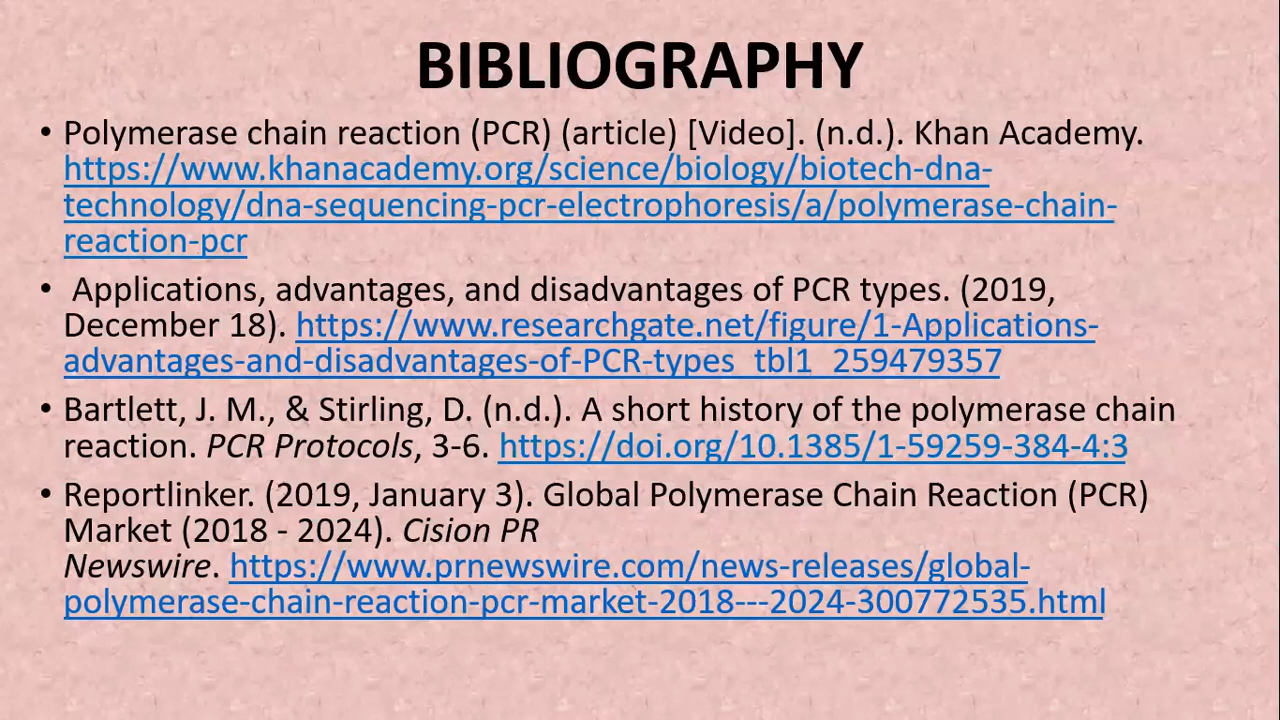 BIBLIOGRAPHY
• Polymerase chain reaction (PCR) (article) [Video]. (n.d.). Khan Academy.
https://www.khanacademy.org/science/biology/biotech-dna-
technology/dna-sequencing-pcr-electrophoresis/a/polymerase-chain-
reaction-pcr
• Applications, advantages, and disadvantages of PCR types. (2019,
December 18). https://www.researchgate.net/figure/1-Applications-
advantages-and-disadvantages-of-PCR-types_tbl1_259479357
• Bartlett, J. M., & Stirling, D. (n.d.). A short history of the polymerase chain
reaction. PCR Protocols, 3-6. https://doi.org/10.1385/1-59259-384-4:3
• Reportlinker. (2019, January 3). Global Polymerase Chain Reaction (PCR)
Market (2018 - 2024). Cision PR
Newswire. https://www.prnewswire.com/news-releases/global-
polymerase-chain-reaction-pcr-market-2018---2024-300772535.html